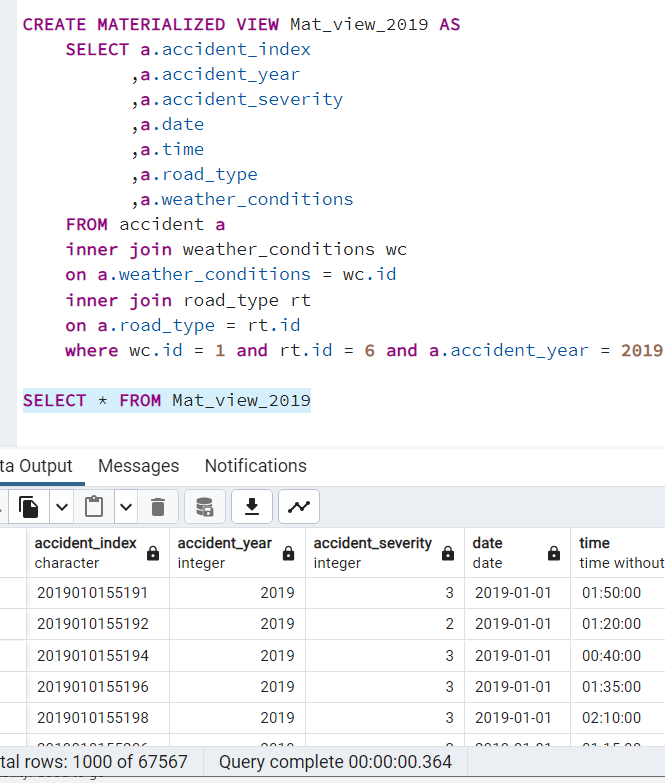 CREATE MATERIALIZED VIEW Mat_view_2019 AS
SELECT a.accident_index
,a.accident_year
,a.accident_severity
,a.date
,a.time
,a.road_type
,a.weather_conditions
FROM accident a
inner join weather_conditions wc
on a.weather_conditions = wc.id
inner join road_type rt
on a.road_type = rt.id
where wc.id = 1 and rt.id = 6 and a.accident_year = 2019
SELECT * FROM Mat_view_2019
ta Output Messages Notifications
accident_index accident_year accident_severity date time
character integer integer date time without
2019010155191 2019 3 2019-01-01 01:50:00
2019010155192 2019 2 2019-01-01 01:20:00
2019010155194 2019 3 2019-01-01 00:40:00
2019010155196 2019 3 2019-01-01 01:35:00
2019010155198 2019 3 2019-01-01 02:10:00
tal rows: 1000 of 67567 Query complete 00:00:00.364